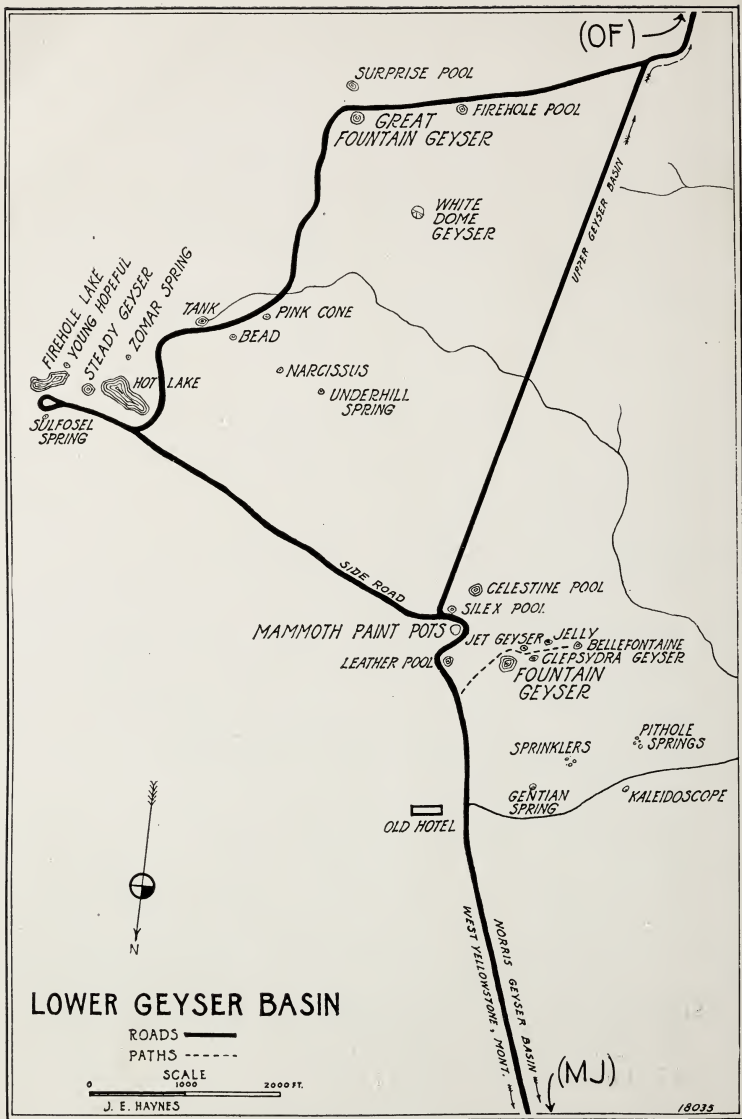 (OF)
SURPRISE POOL
FIREHOLE POOL
GREAT
FOUNTAIN GEYSER
WHITE
DOME
GEYSER
UPPER GEYSER BASIN
FIREHOLE LAKE
YOUNG HOPEFUL
STEADY GEYSER
ZOMAR SPRING
TANK
PINK CONE
BEAD
HOT LAKE
NARCISSUS
UNDERHILL
SPRING
SULFOSEL
SPRING
SIDE ROAD
CELESTINE POOL
SILEX POOL
MAMMOTH PAINT POTS
JET GEYSER
JELLY
BELLEFONTAINE
LEATHER POOL
CLEPSYDRA GEYSER
FOUNTAIN
GEYSER
SPRINKLERS
PITHOLE
SPRINGS
GENTIAN
SPRING
KALEIDOSCOPE
OLD HOTEL
N
NORRIS GEYSER BASIN
WEST YELLOWSTONE, MONT.
LOWER GEYSER BASIN
ROADS
PATHS
SCALE
0 1000 2000 FT.
J. E. HAYNES
(MJ)
18035